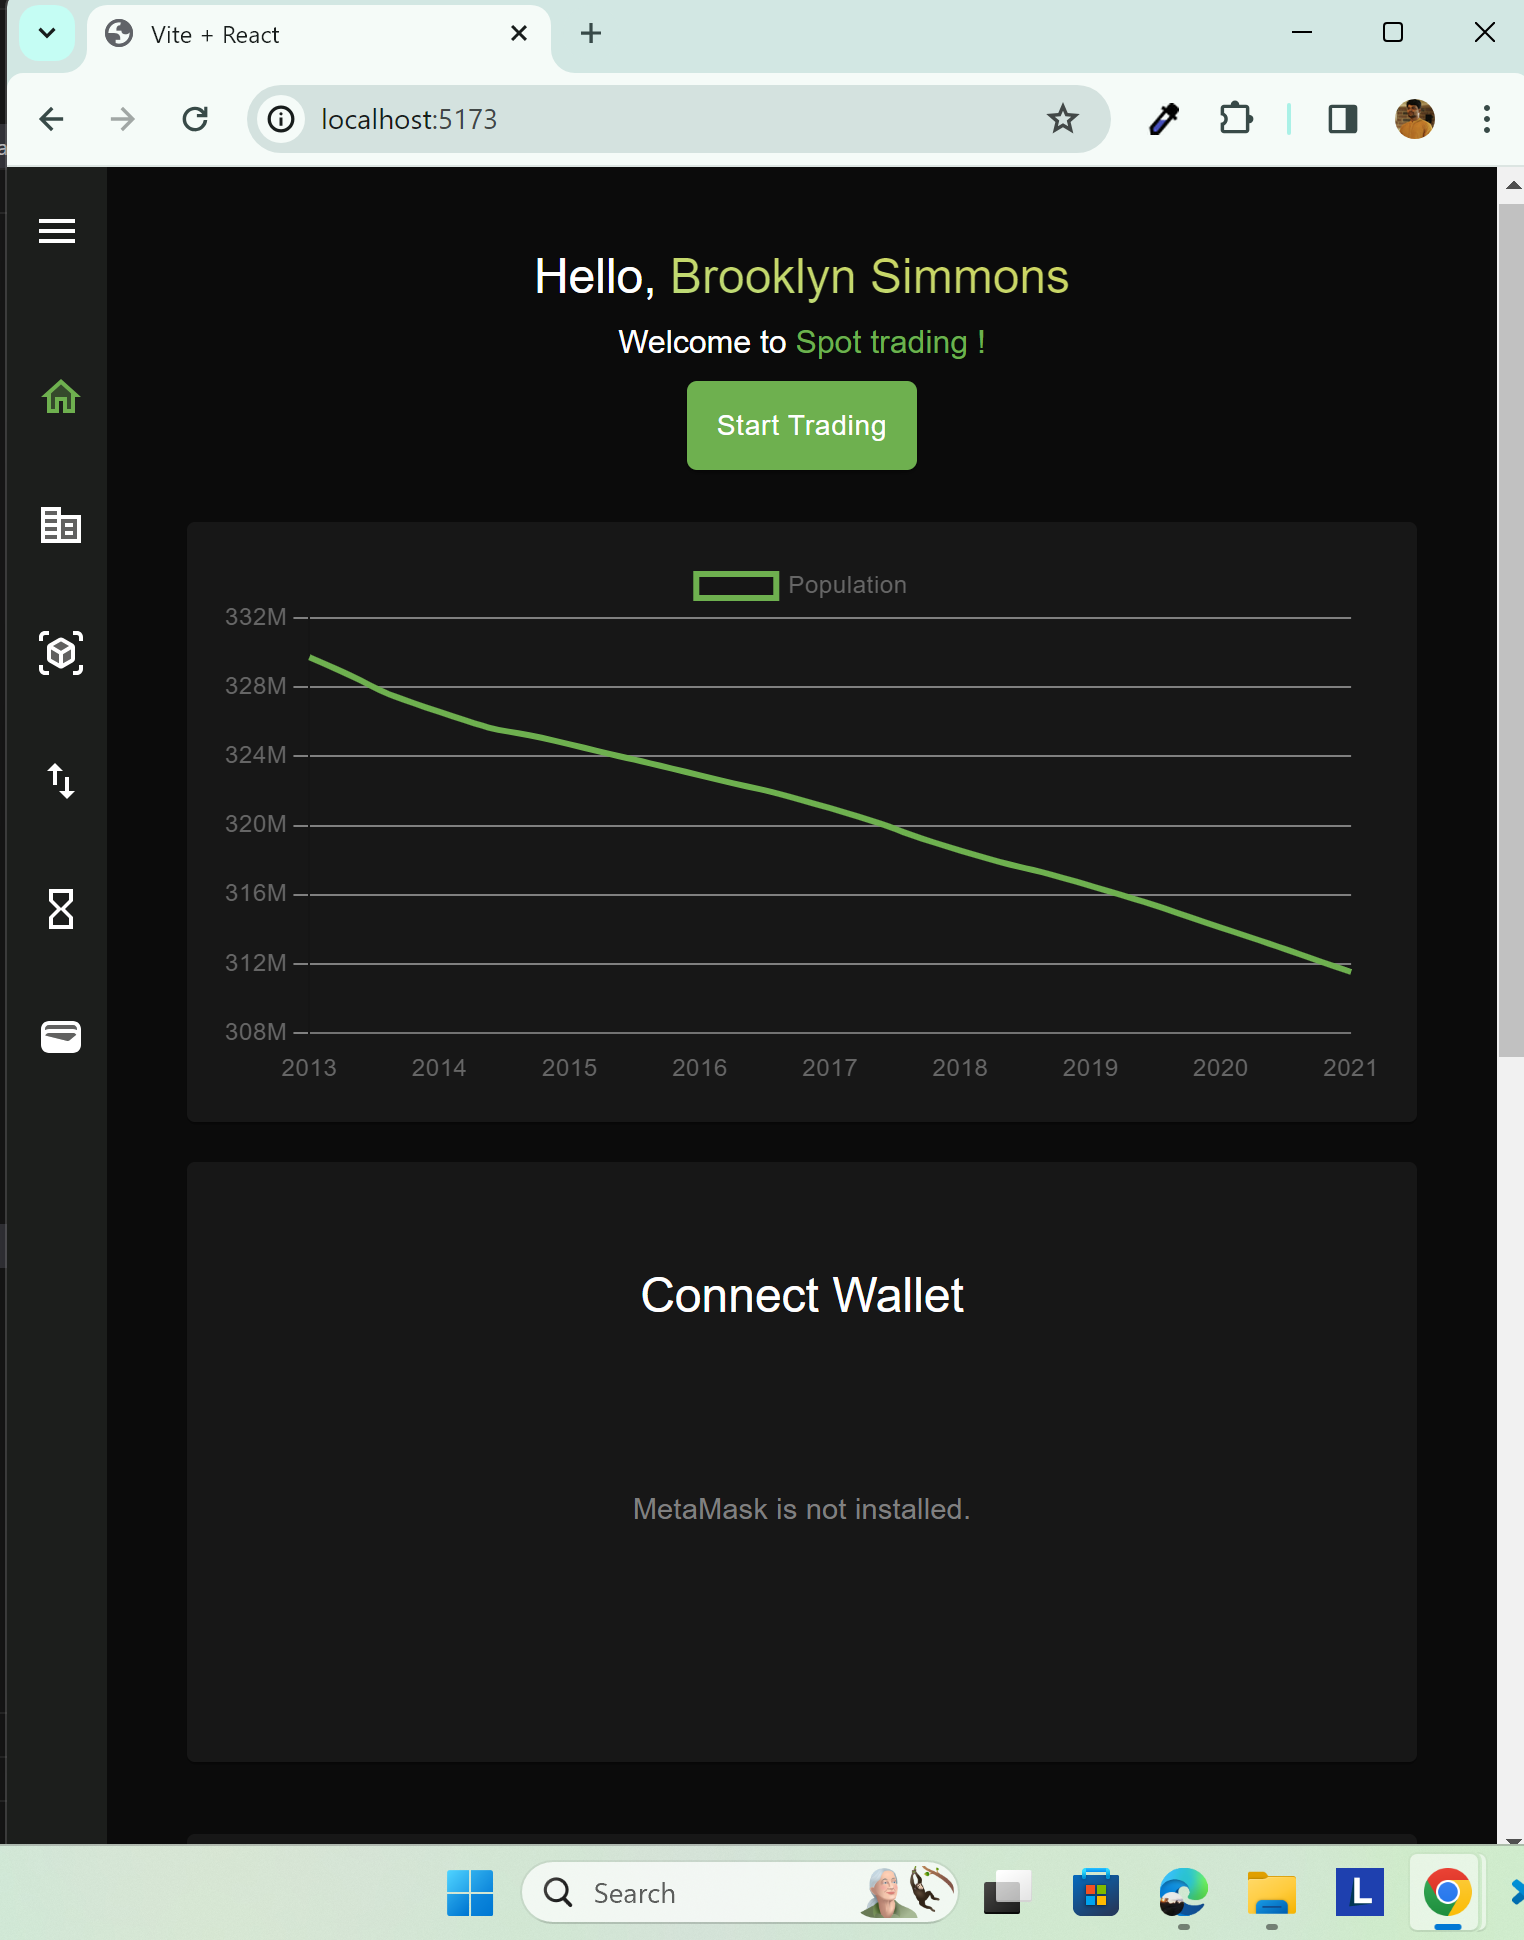 Vite + React
localhost:5173
Hello, Brooklyn Simmons
Welcome to Spot trading !
Start Trading
Population
332M
328M
324M
320M
316M
312M
308M
2013 2014 2015 2016 2017 2018 2019 2020 2021
Connect Wallet
MetaMask is not installed.
Search
L